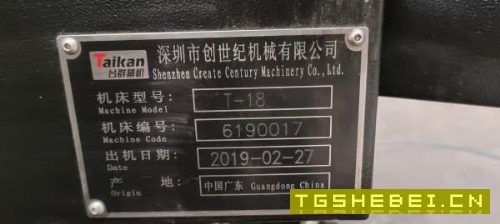 Taikan
台群精机
深圳市创世纪机械有限公司
Shenzhen Create Century Machinery Co., Ltd.
机床型号:
Machine Model
T-18
机床编号:
Machine Code
6190017
出机日期:
Date
2019-02-27
产 地:
Origin
中国广东 Guangdong China
TGSHEBEI.CN